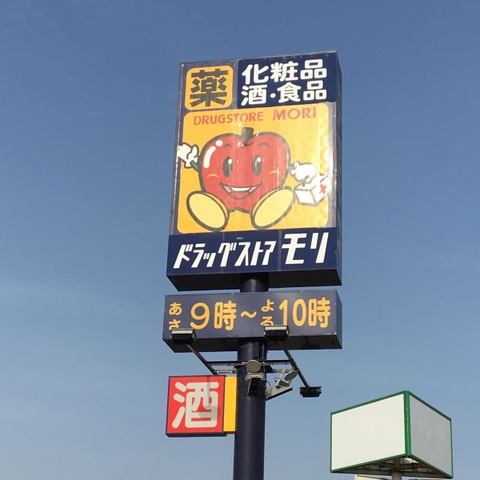 薬
化粧品
酒・食品
DRUGSTORE MORI
ドラッグストアモリ
あさ9時～よる10時
酒